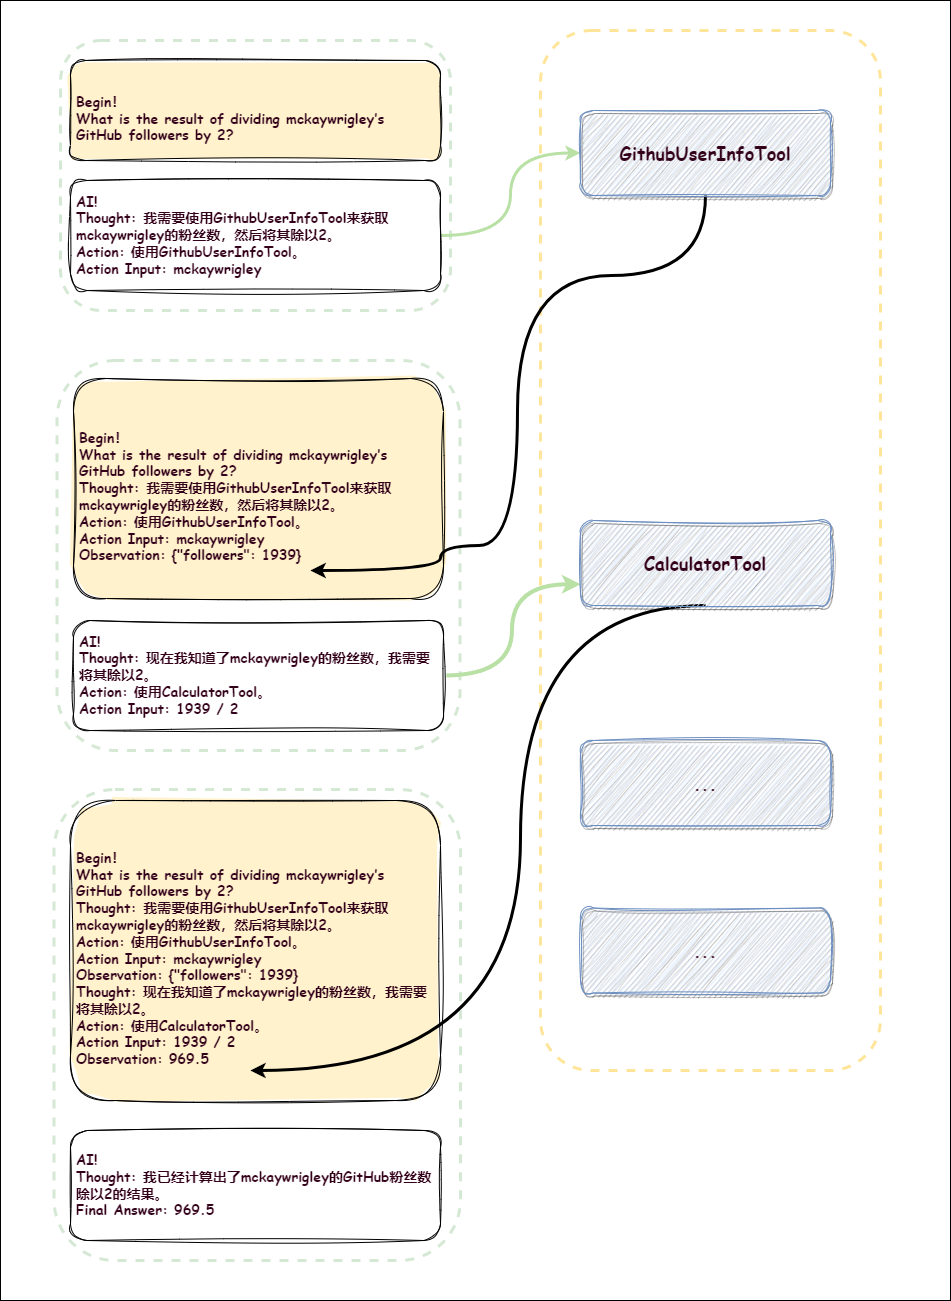 Begin!
What is the result of dividing mckaywrigley's
GitHub followers by 2?
AI!
Thought: 我需要使用GithubUserInfoTool来获取
mckaywrigley的粉丝数，然后将其除以2。
Action: 使用GithubUserInfoTool。
Action Input: mckaywrigley
GithubUserInfoTool
Begin!
What is the result of dividing mckaywrigley's
GitHub followers by 2?
Thought: 我需要使用GithubUserInfoTool来获取
mckaywrigley的粉丝数，然后将其除以2。
Action: 使用GithubUserInfoTool。
Action Input: mckaywrigley
Observation: {"followers": 1939}
AI!
Thought: 现在我知道了mckaywrigley的粉丝数，我需要
将其除以2。
Action: 使用CalculatorTool。
Action Input: 1939 / 2
CalculatorTool
...
...
Begin!
What is the result of dividing mckaywrigley's
GitHub followers by 2?
Thought: 我需要使用GithubUserInfoTool来获取
mckaywrigley的粉丝数，然后将其除以2。
Action: 使用GithubUserInfoTool。
Action Input: mckaywrigley
Observation: {"followers": 1939}
Thought: 现在我知道了mckaywrigley的粉丝数，我需要
将其除以2。
Action: 使用CalculatorTool。
Action Input: 1939 / 2
Observation: 969.5
AI!
Thought: 我已经计算出了mckaywrigley的GitHub粉丝数
除以2的结果。
Final Answer: 969.5